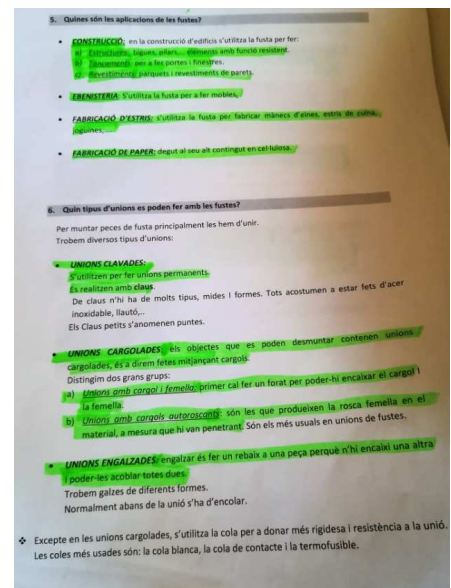 5. Quines són les aplicacions de les fustes?
• CONSTRUCCIÓ: en la construcció d'edificis s'utilitza la fusta per fer:
a) Estructures: bigues, pilars,... elements amb funció resistent.
b) Tancaments: per a fer portes i finestres.
c) Revestiments: parquets i revestiments de parets.
• EBENISTERIA: S'utilitza la fusta per a fer mobles.
• FABRICACIÓ D'ESTRIS: s'utilitza la fusta per fabricar mànecs d'eines, estris de cuina,
joguines, ...
• FABRICACIÓ DE PAPER: degut al seu alt contingut en cel·lulosa.
6. Quin tipus d'unions es poden fer amb les fustes?
Per muntar peces de fusta principalment les hem d'unir.
Trobem diversos tipus d'unions:
• UNIONS CLAVADES:
S'utilitzen per fer unions permanents.
Es realitzen amb claus.
De claus n'hi ha de molts tipus, mides i formes. Tots acostumen a estar fets d'acer
inoxidable, llautó,..
Els Claus petits s'anomenen puntes.
• UNIONS CARGOLADES: els objectes que es poden desmuntar contenen unions
cargolades, és a direm fetes mitjançant cargols.
Distingim dos grans grups:
a) Unions amb cargol i femella: primer cal fer un forat per poder-hi encaixar el cargol i
la femella.
b) Unions amb cargols autoroscants: són les que produeixen la rosca femella en el
material, a mesura que hi van penetrant. Són els més usuals en unions de fustes.
• UNIONS ENGALZADES: engalzar és fer un rebaix a una peça perquè n'hi encaixi una altra
i poder-les acoblar totes dues.
Trobem galzes de diferents formes.
Normalment abans de la unió s'ha d'encolar.
❖ Excepte en les unions cargolades, s'utilitza la cola per a donar més rigidesa i resistència a la unió.
Les coles més usades són: la cola blanca, la cola de contacte i la termofusible.